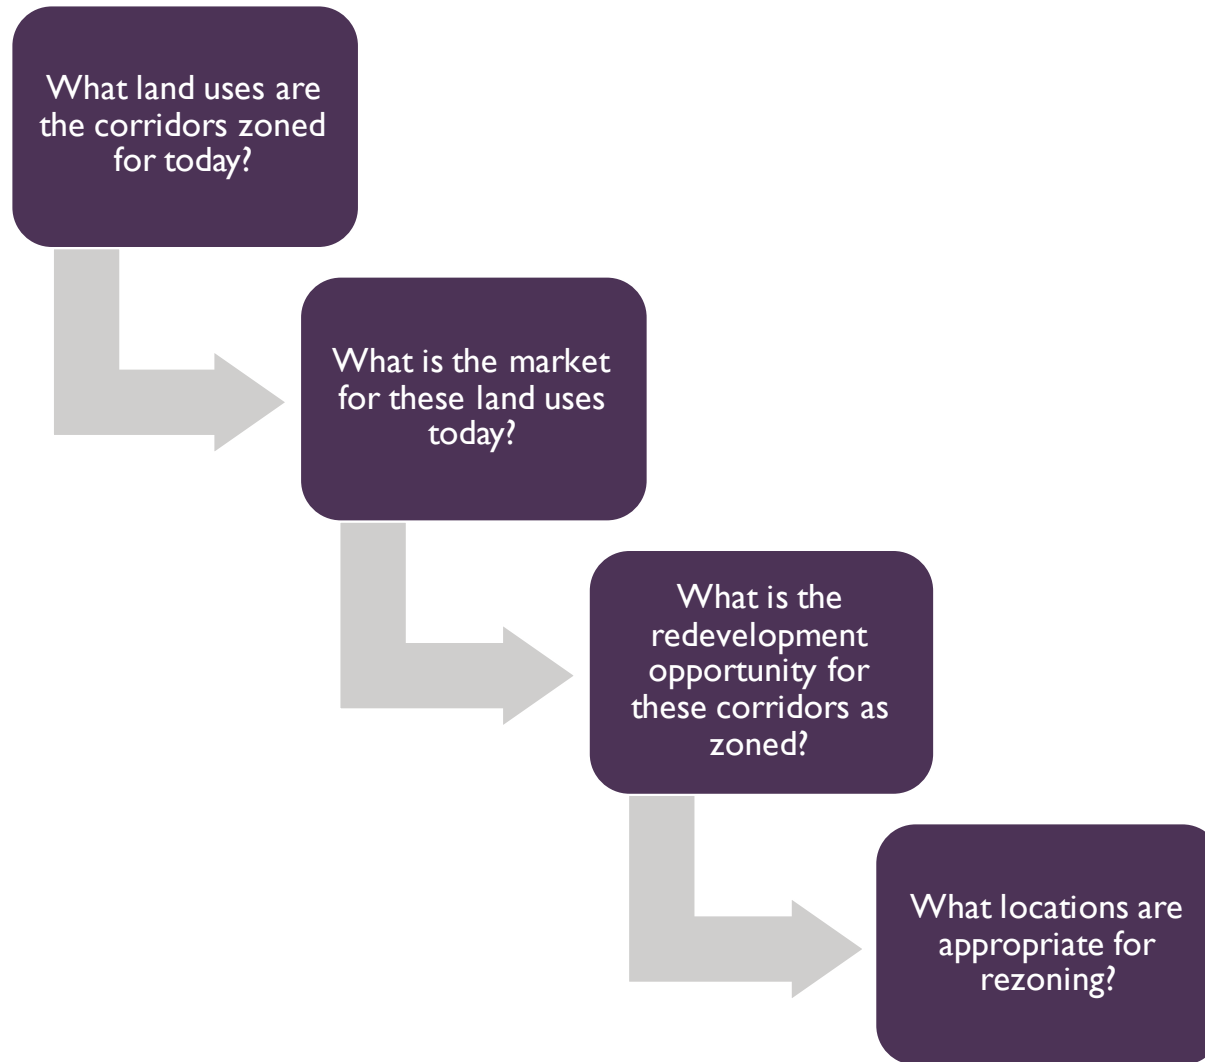 What land uses are
the corridors zoned
for today?
What is the market
for these land uses
today?
What is the
redevelopment
opportunity for
these corridors as
zoned?
What locations are
appropriate for
rezoning?